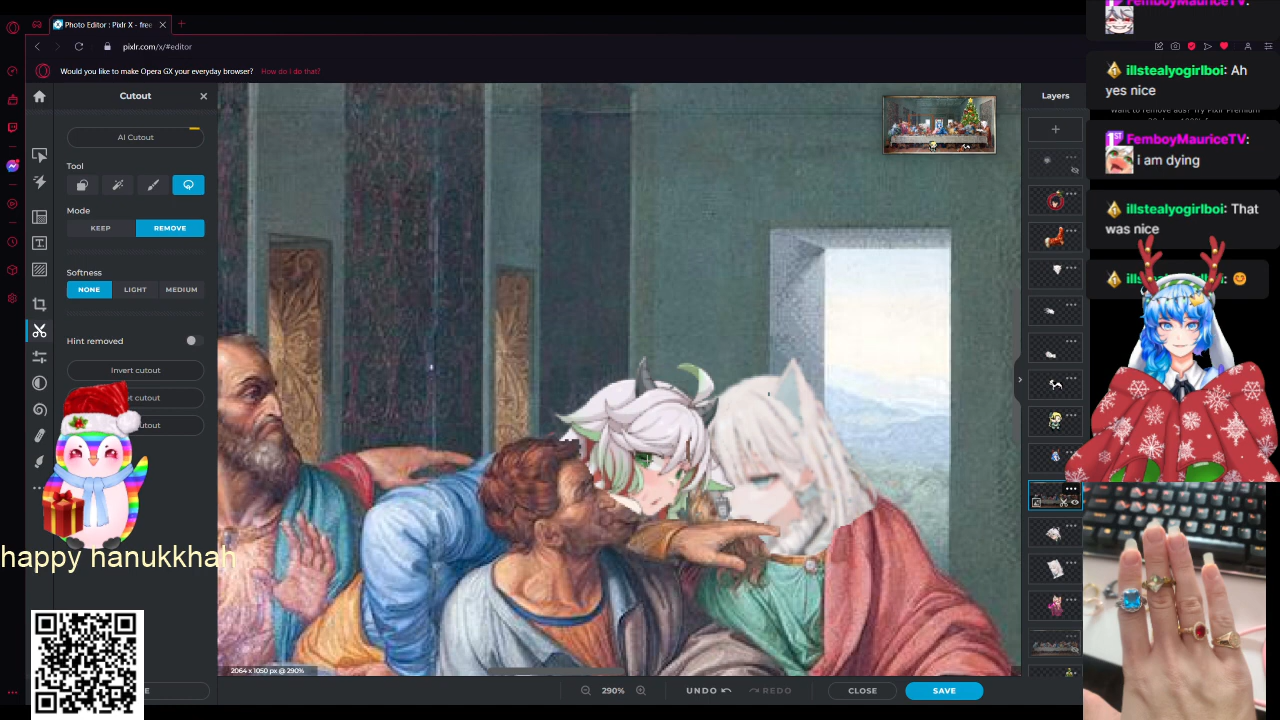 Photo Editor : Pixlr X - free
pixlr.com/x/#editor
Would you like to make Opera GX your everyday browser? How do I do that?
Cutout
AI Cutout
Tool
Mode
KEEP
REMOVE
Softness
NONE
LIGHT
MEDIUM
Hint removed
Invert cutout
cutout
cutout
happy hanukkhah
2064 x 1050 px @ 290%
290%
UNDO
REDO
CLOSE
SAVE
Layers
FemboyMauriceTV:
illstealyogirlboi: Ah
yes nice
1ST FemboyMauriceTV:
i am dying
illstealyogirlboi: That
was nice